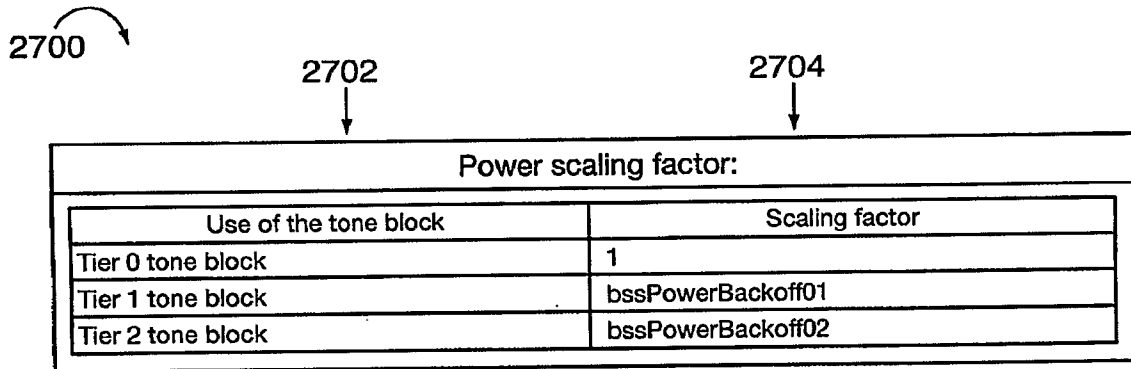 2700
2702
2704
Power scaling factor:
Use of the tone block Scaling factor
Tier 0 tone block 1
Tier 1 tone block bssPowerBackoff01
Tier 2 tone block bssPowerBackoff02